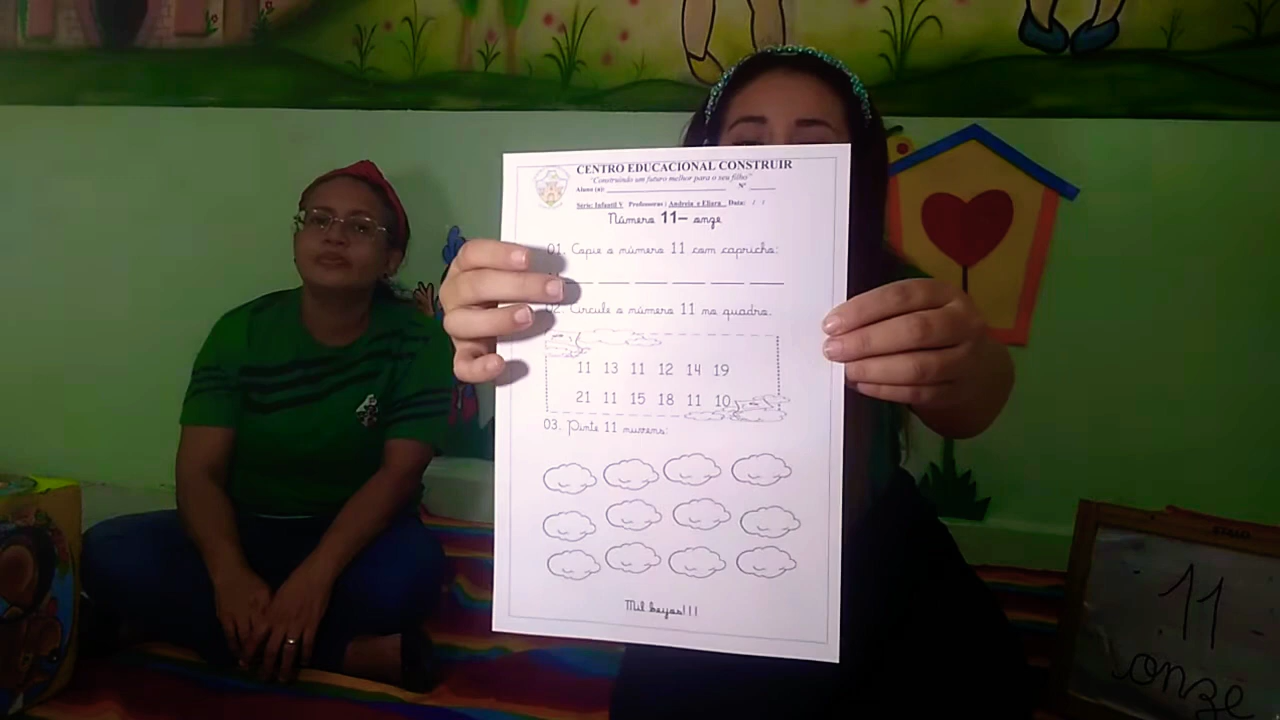 CENTRO EDUCACIONAL CONSTRUIR
"Construindo um futuro melhor para o seu filho"
Aluno (a): Nº
Série: Infantil V Professoras: Andreia e Eliara Data: / /
Número 11- onze
01. Copie o número 11 com capricho:
02. Circule o número 11 no quadro.
11 13 11 12 14 19
21 11 15 18 11 10
03. Pinte 11 nuvens:
Mil beijos!!!
11
onze